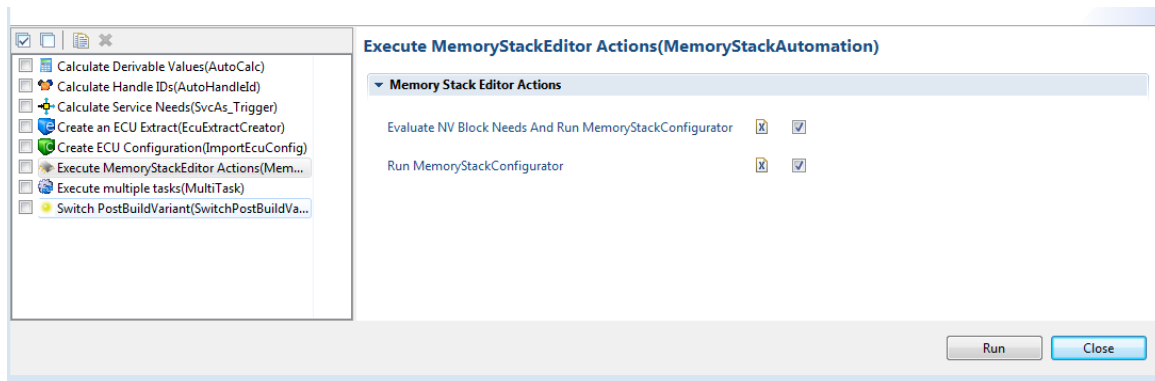 Execute MemoryStackEditor Actions(MemoryStackAutomation)
Calculate Derivable Values(AutoCalc)
Calculate Handle IDs(AutoHandleId)
Calculate Service Needs(SvcAs_Trigger)
Create an ECU Extract(EcuExtractCreator)
Create ECU Configuration(ImportEcuConfig)
Execute MemoryStackEditor Actions(Mem...
Execute multiple tasks(MultiTask)
Switch PostBuildVariant(SwitchPostBuildVa...
Memory Stack Editor Actions
Evaluate NV Block Needs And Run MemoryStackConfigurator
Run MemoryStackConfigurator
Run
Close